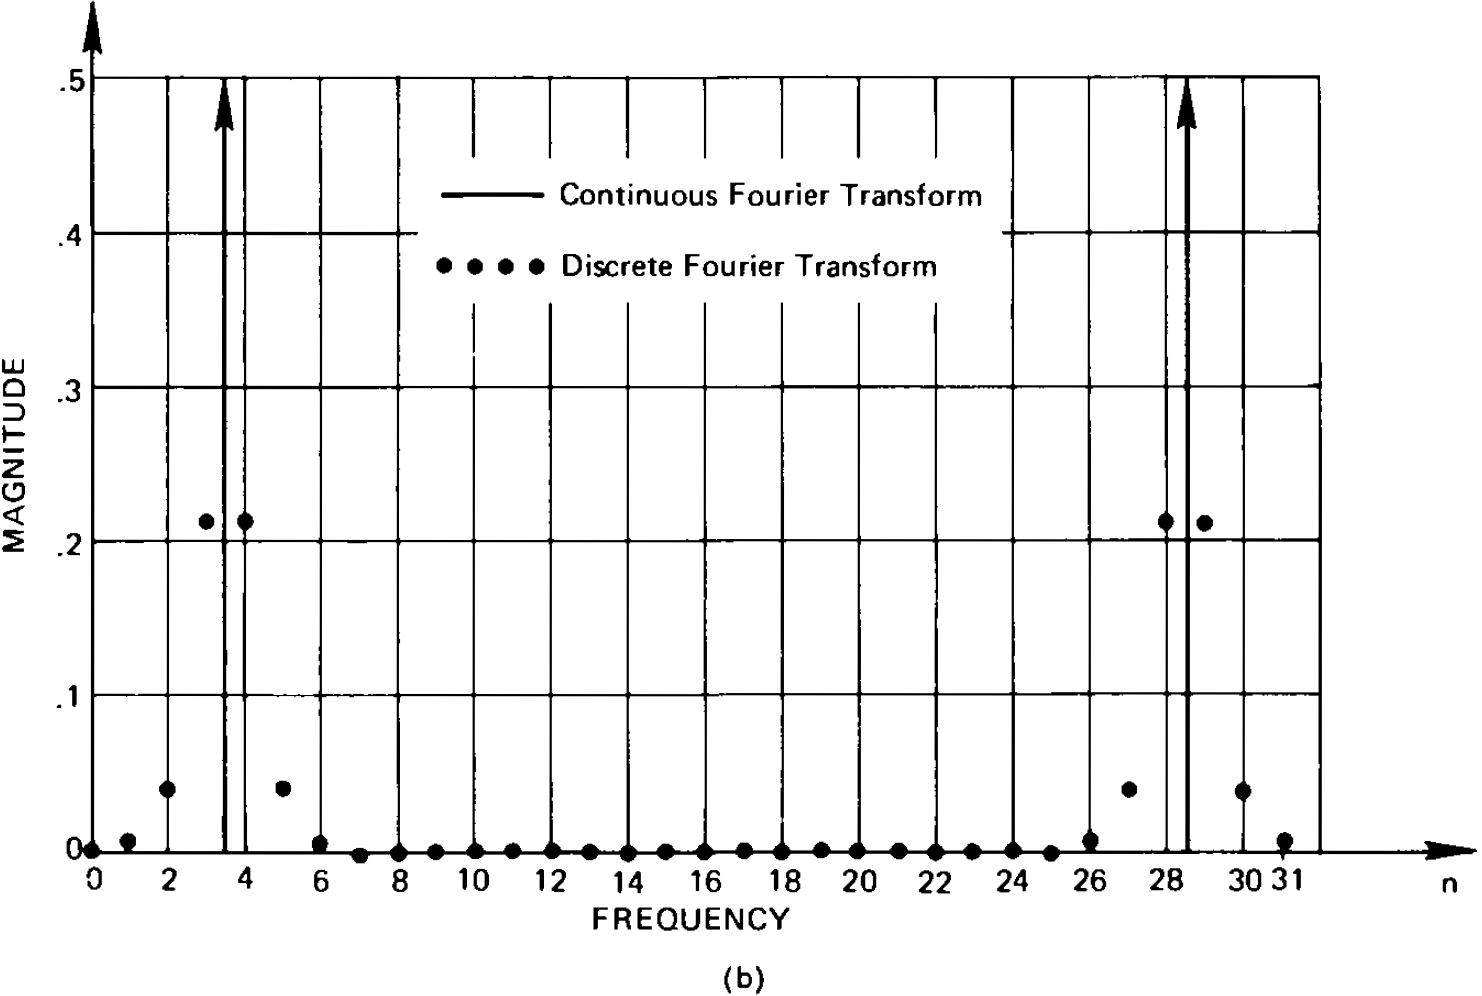 .5
Continuous Fourier Transform
.4
Discrete Fourier Transform
.3
MAGNITUDE
.2
.1
0
0 2 4 6 8 10 12 14 16 18 20 22 24 26 28 30 31 n
FREQUENCY
(b)